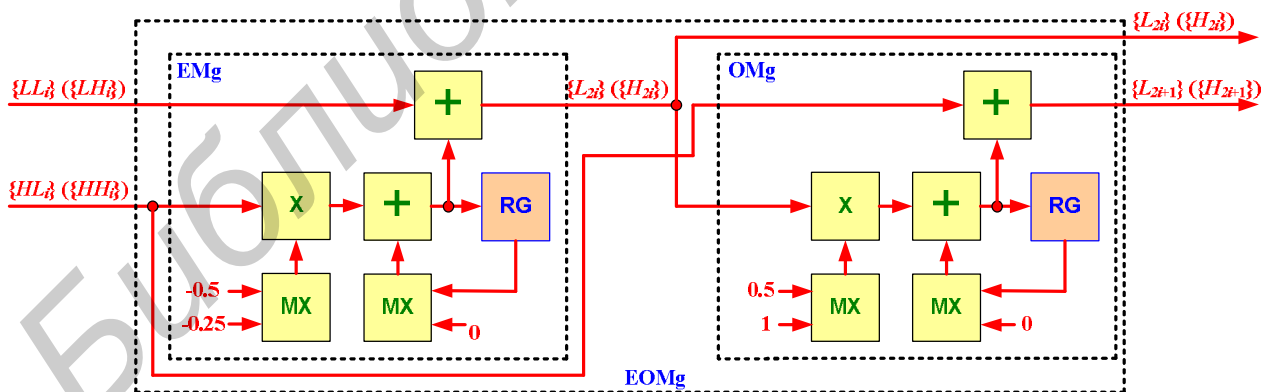 {L2i} ({H2i})
EMg
OMg
{LLi} ({LHi})
+
{L2i} ({H2i})
+
{L2i+1} ({H2i+1})
{HLi} ({HHi})
X
+
RG
X
+
RG
-0.5
MX
MX
0.5
MX
MX
-0.25
0
1
0
EOMg
Библио